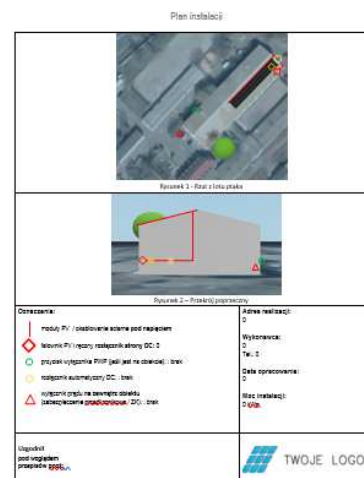 Plan instalacji
Rysunek 1 - Rzut z lotu ptaka
Rysunek 2 – Przekrój poprzeczny
Oznaczenia:
moduły PV / okablowanie stałe pod napięciem
falownik PV i ręczny rozłącznik strony DC: 0
przycisk wyłącznika PWP (jeśli jest na obiekcie): : brak
rozłącznik automatyczny DC: : brak
wyłącznik prądu na zewnątrz obiektu
(zabezpieczenie przedlicznikowe / ZK): : brak
Adres realizacji:
0
Wykonawca:
0
Tel.: 0
Data opracowania:
0
Moc instalacji:
0 kWp
Uzgodnił
pod względem
przepisów ppoż.:
TWOJE LOGO